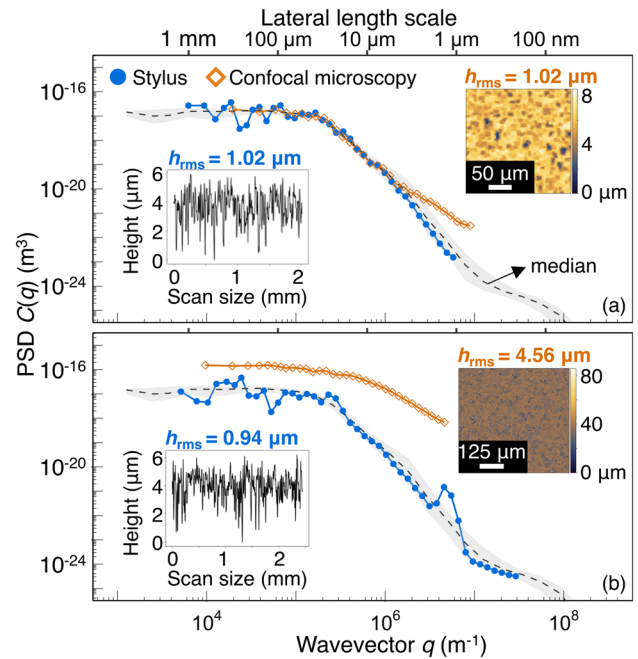 Lateral length scale
1 mm 100 µm 10 µm 1 µm 100 nm
Stylus Confocal microscopy
PSD C(q) (m³)
10⁻¹⁶
10⁻²⁰
10⁻²⁴
h_rms = 1.02 µm
8
4
0 µm
50 µm
h_rms = 1.02 µm
Height (µm)
6
4
2
0
0 1 2
Scan size (mm)
median
(a)
10⁻¹⁶
10⁻²⁰
10⁻²⁴
h_rms = 4.56 µm
80
40
0 µm
125 µm
h_rms = 0.94 µm
Height (µm)
6
4
2
0
0 1 2
Scan size (mm)
(b)
10⁴ 10⁶ 10⁸
Wavevector q (m⁻¹)